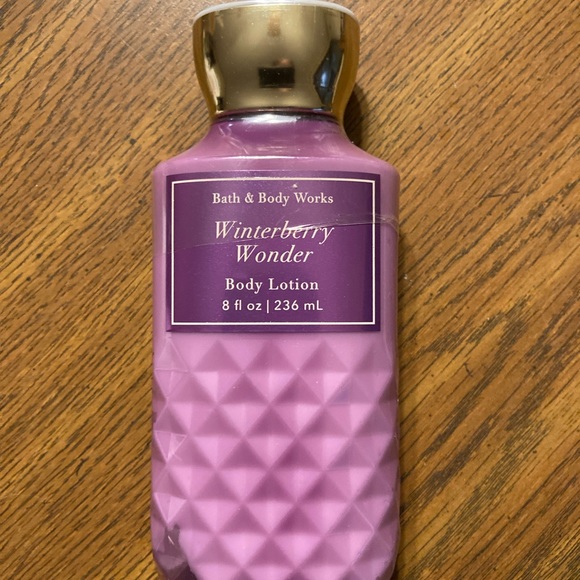 Bath & Body Works
Winterberry
Wonder
Body Lotion
8 fl oz | 236 mL